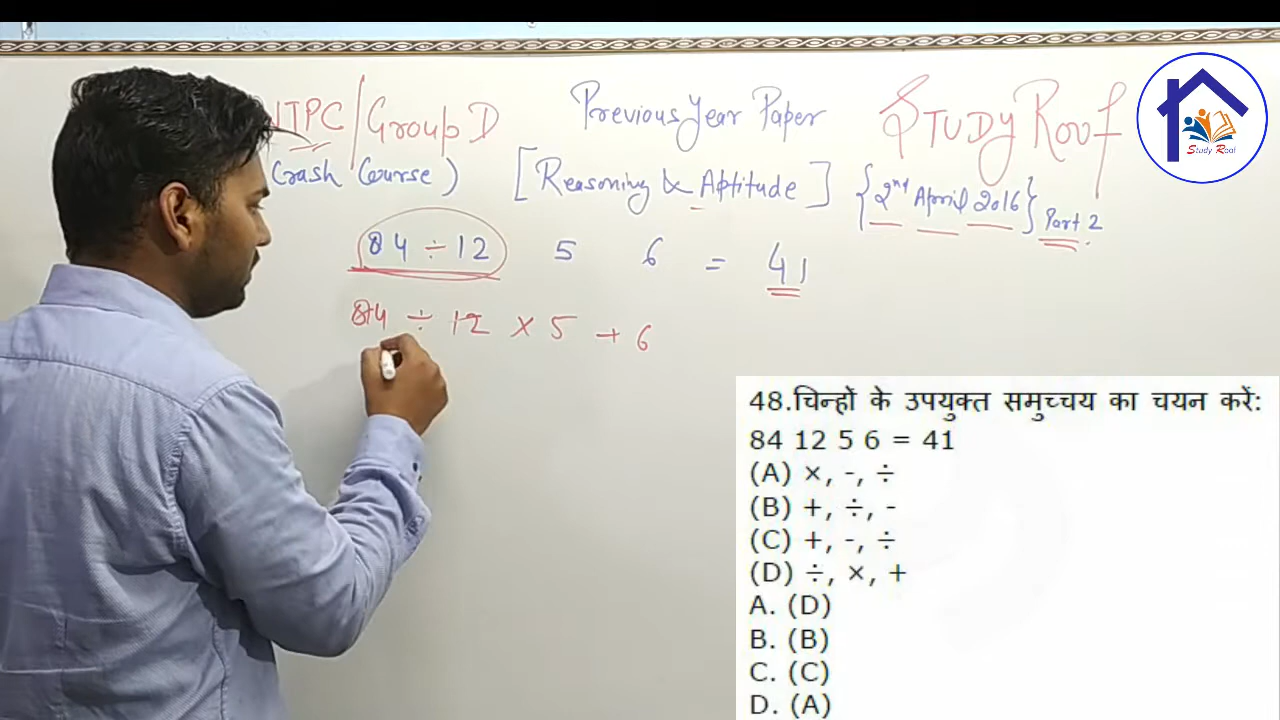 NTPC/Group D Previous Year Paper STUDY ROOF
Study Roof
(Crash Course) [Reasoning & Aptitude] {2nd April 2016} Part 2
84 ÷ 12 5 6 = 41
84 ÷ 12 × 5 + 6
48.चिन्हों के उपयुक्त समुच्चय का चयन करें:
84 12 5 6 = 41
(A) ×, -, ÷
(B) +, ÷, -
(C) +, -, ÷
(D) ÷, ×, +
A. (D)
B. (B)
C. (C)
D. (A)